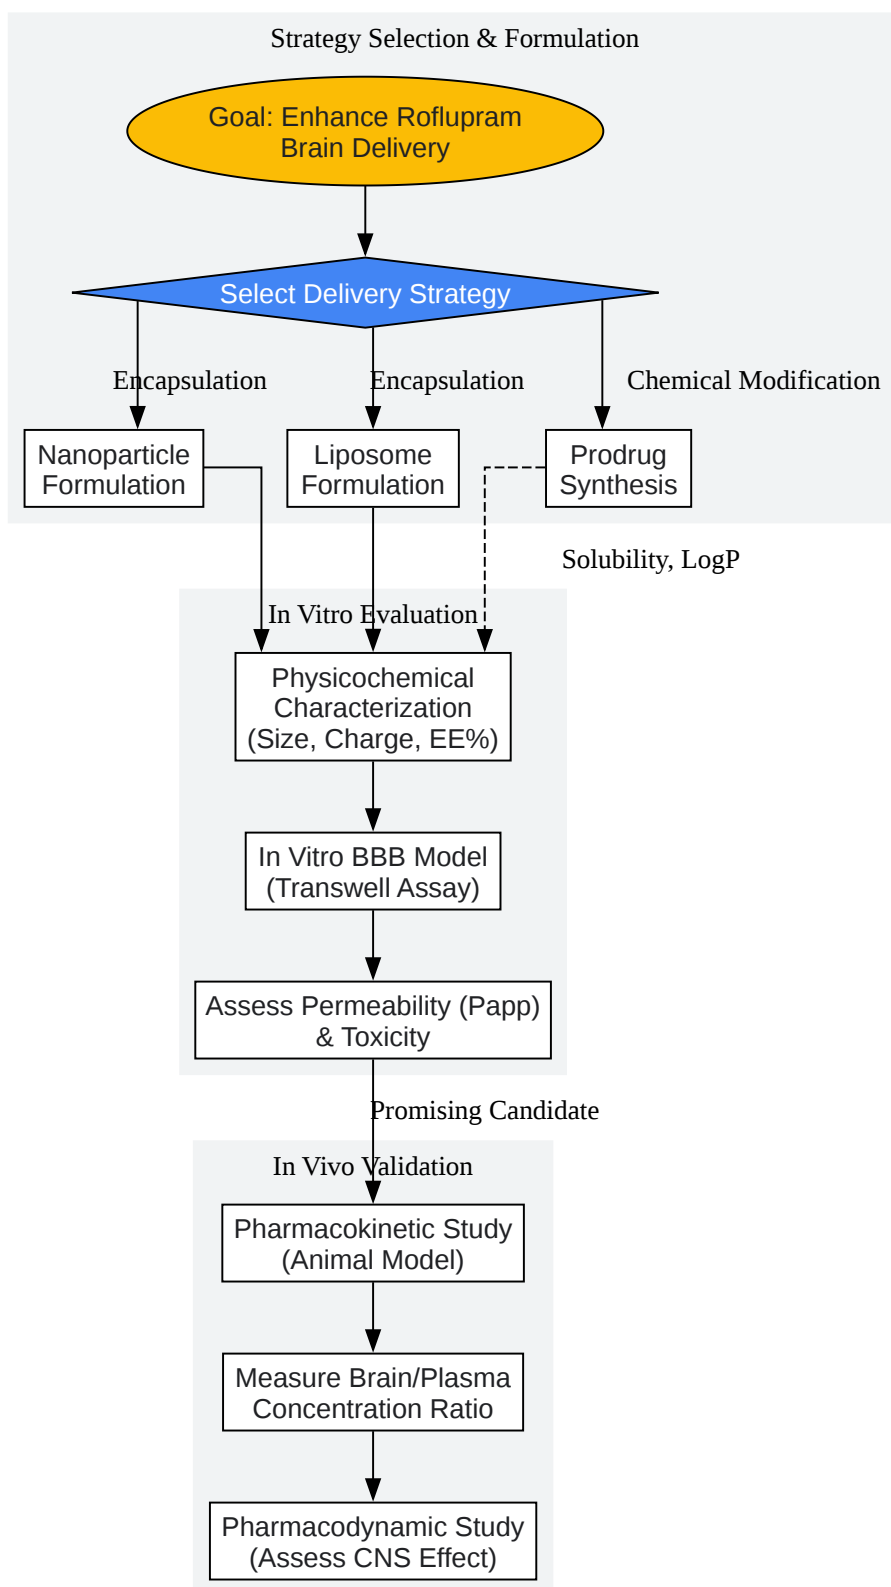 Strategy Selection & Formulation
Goal: Enhance Roflupram
Brain Delivery
Select Delivery Strategy
Encapsulation
Encapsulation
Chemical Modification
Nanoparticle
Formulation
Liposome
Formulation
Prodrug
Synthesis
Solubility, LogP
In Vitro Evaluation
Physicochemical
Characterization
(Size, Charge, EE%)
In Vitro BBB Model
(Transwell Assay)
Assess Permeability (Papp)
& Toxicity
Promising Candidate
In Vivo Validation
Pharmacokinetic Study
(Animal Model)
Measure Brain/Plasma
Concentration Ratio
Pharmacodynamic Study
(Assess CNS Effect)